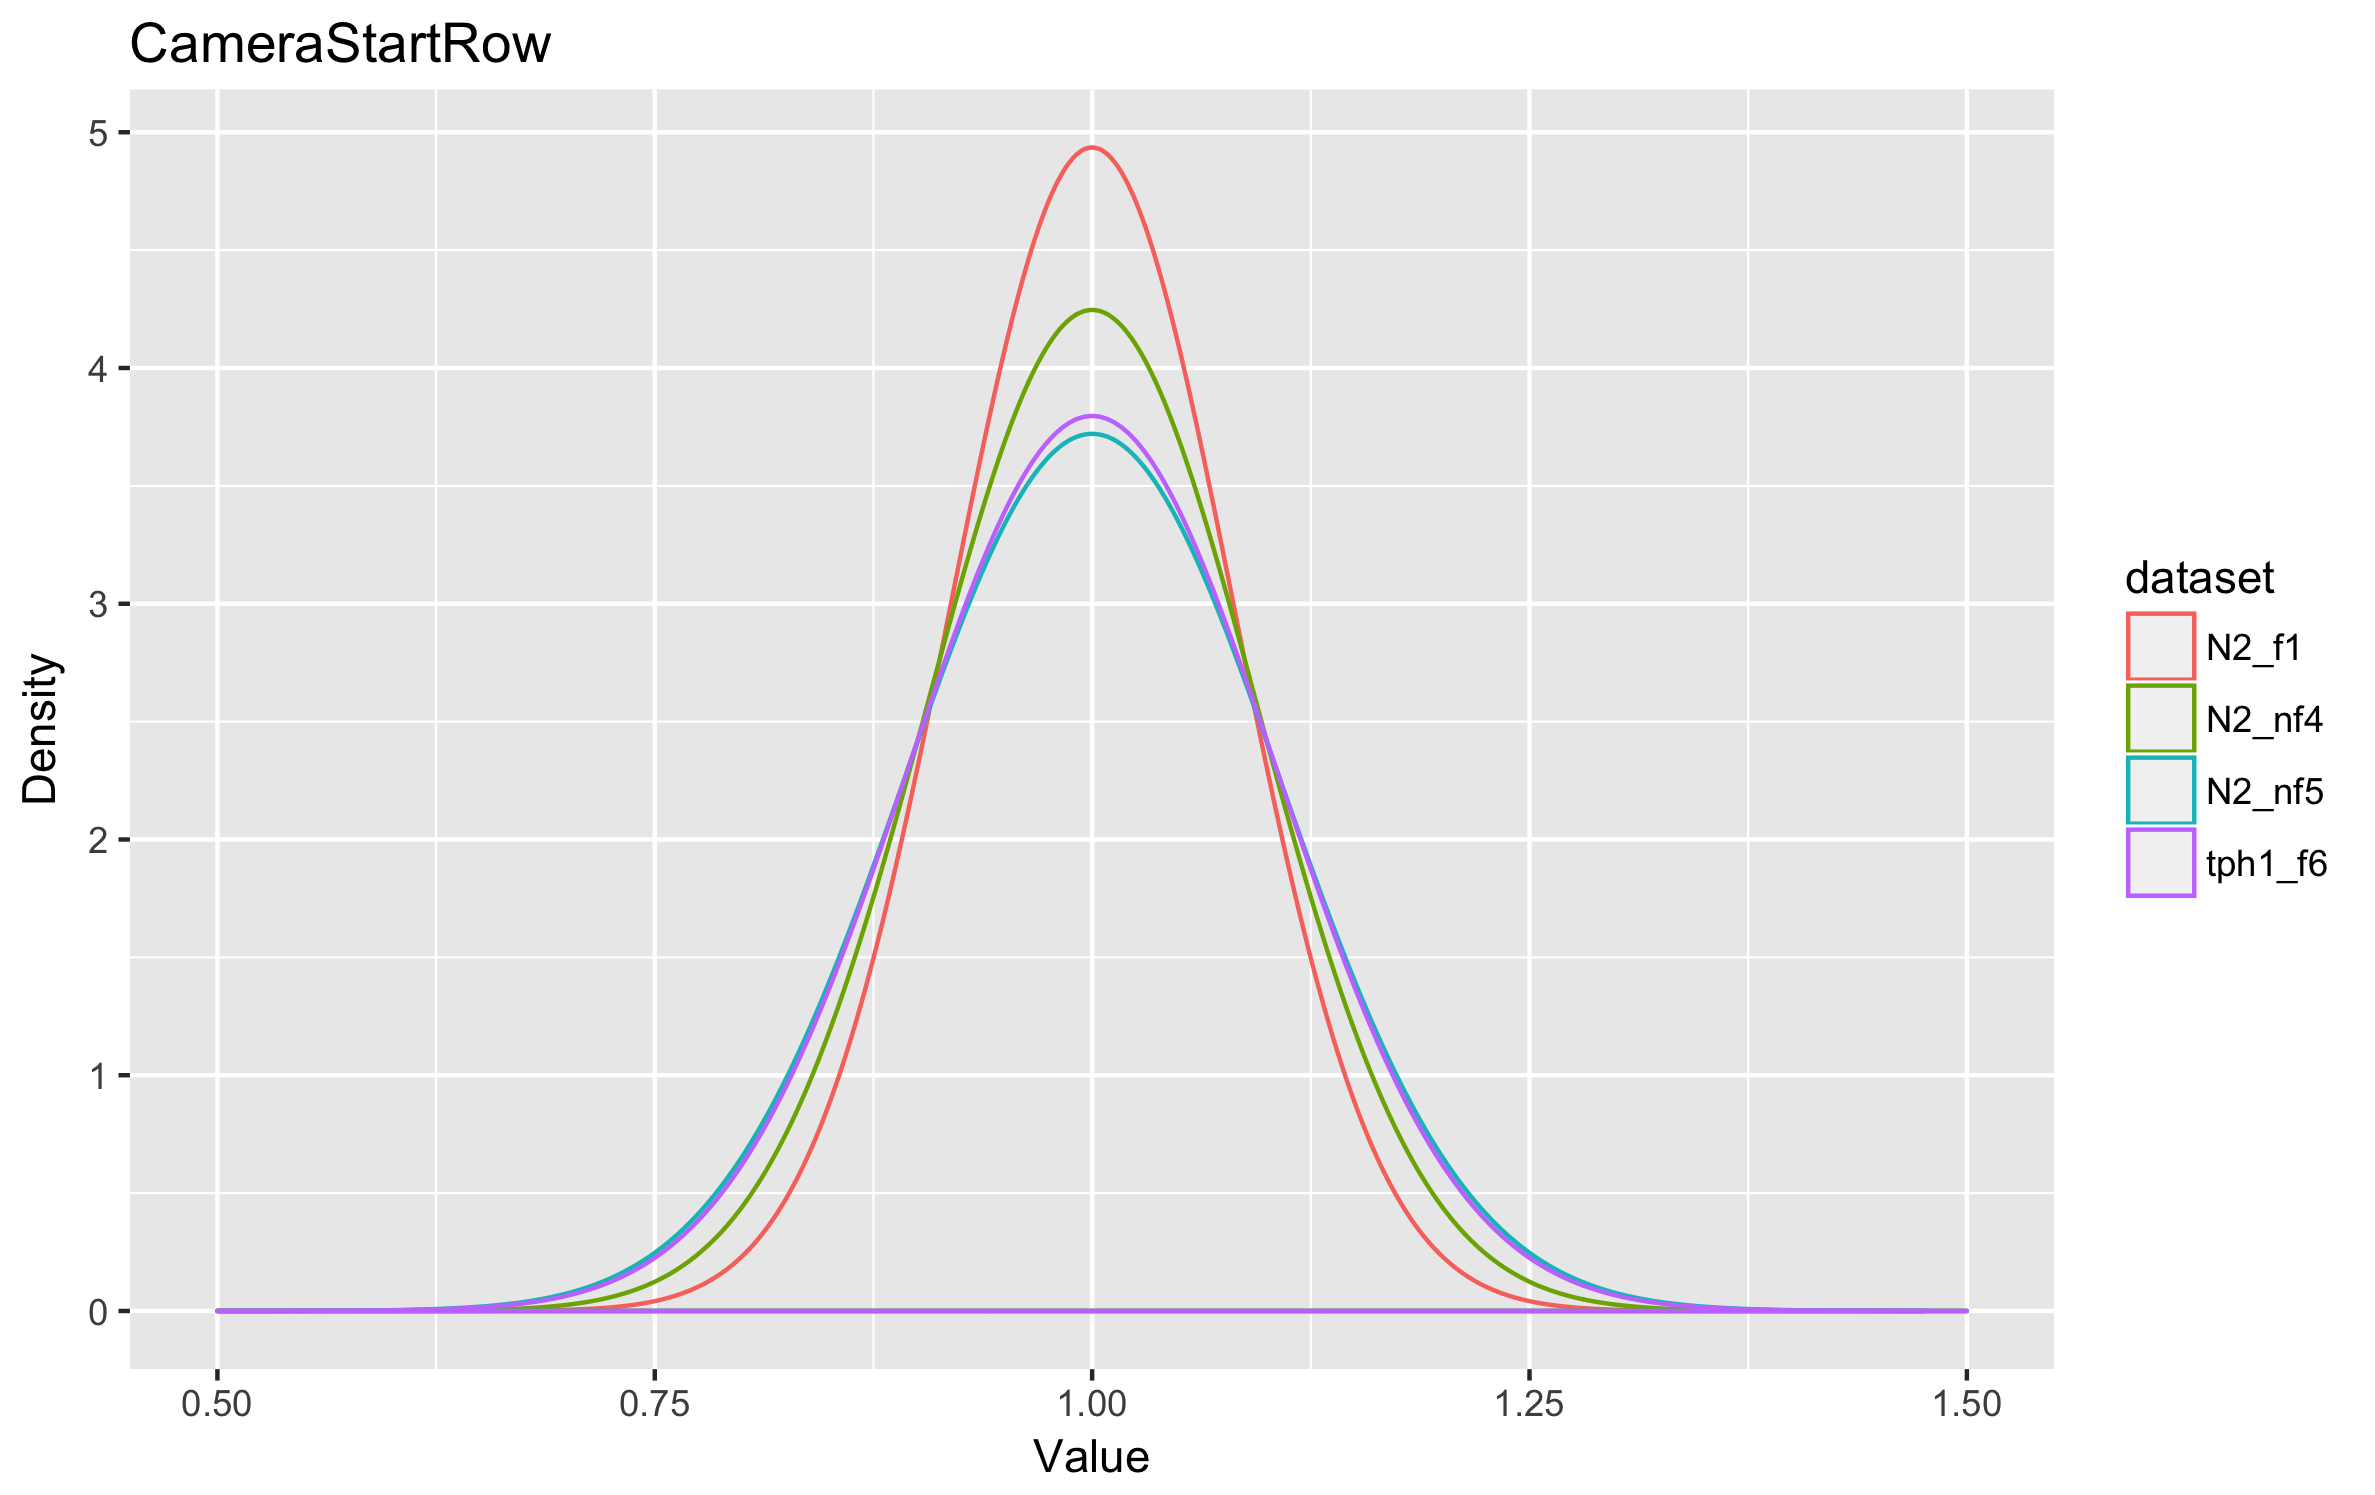 CameraStartRow
5
4
3
2
1
0
Density
0.50 0.75 1.00 1.25 1.50
Value
dataset
N2_f1
N2_nf4
N2_nf5
tph1_f6